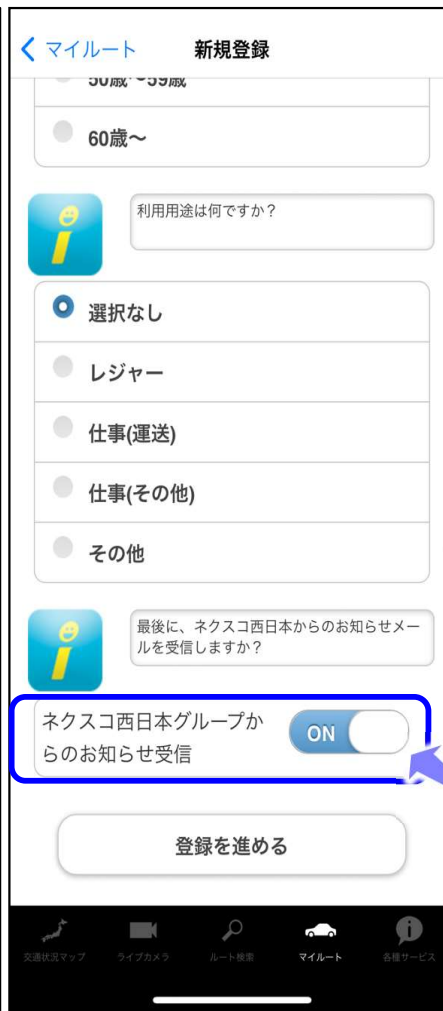 マイルート 新規登録
50歳〜59歳
60歳〜
利用用途は何ですか？
選択なし
レジャー
仕事(運送)
仕事(その他)
その他
最後に、ネクスコ西日本からのお知らせメー
ルを受信しますか？
ネクスコ西日本グループか
らのお知らせ受信
ON
登録を進める
交通状況マップ ライブカメラ ルート検索 マイルート 各種サービス